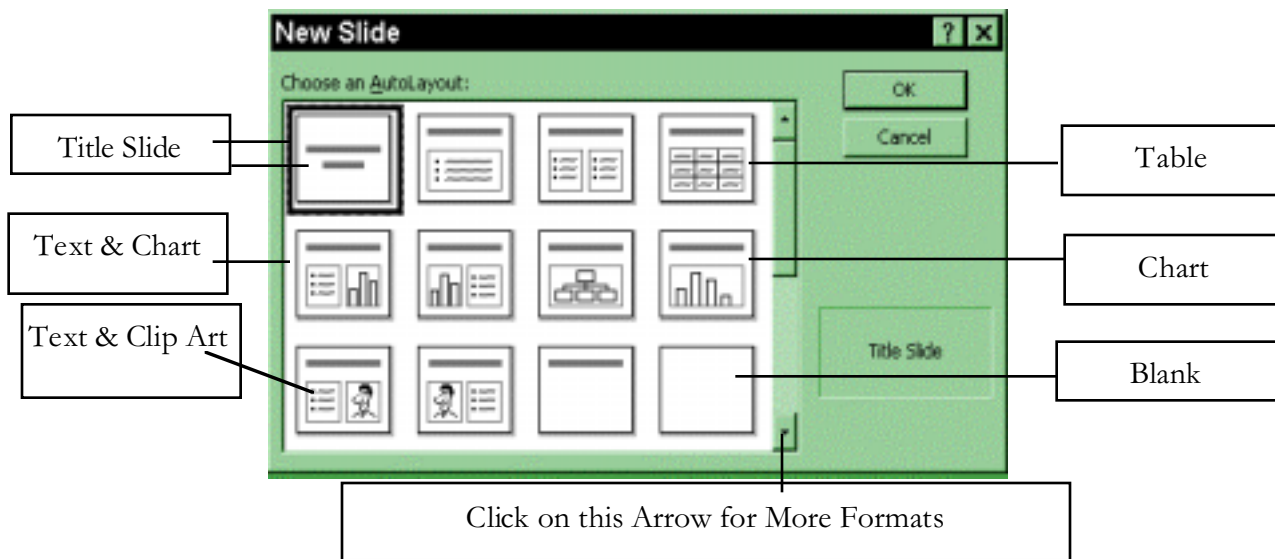 New Slide
Choose an AutoLayout:
OK
Cancel
Title Slide
Table
Text & Chart
Chart
Text & Clip Art
Title Slide
Blank
Click on this Arrow for More Formats